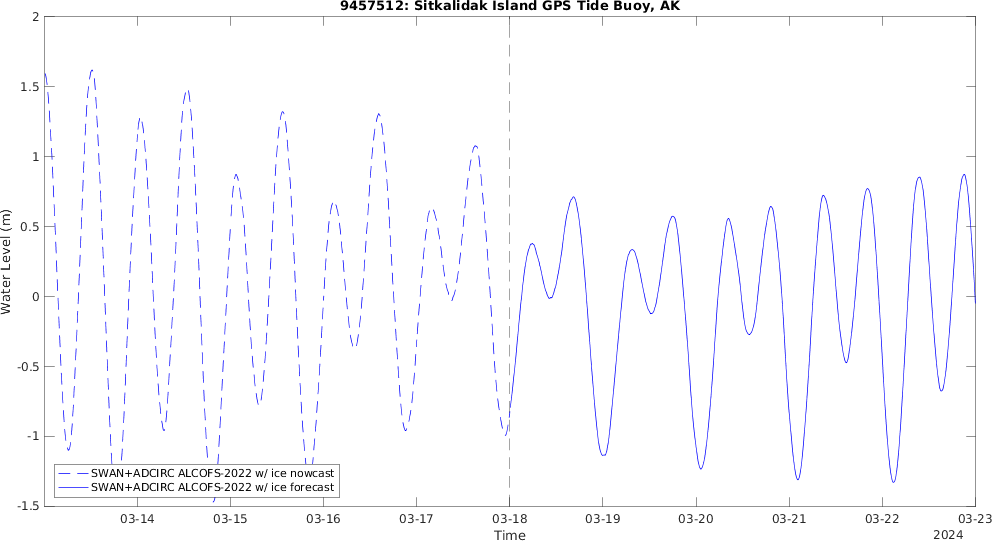 9457512: Sitkalidak Island GPS Tide Buoy, AK
2
1.5
1
0.5
0
-0.5
-1
-1.5
Water Level (m)
SWAN+ADCIRC ALCOFS-2022 w/ ice nowcast
SWAN+ADCIRC ALCOFS-2022 w/ ice forecast
03-14 03-15 03-16 03-17 03-18 03-19 03-20 03-21 03-22 03-23
Time
2024